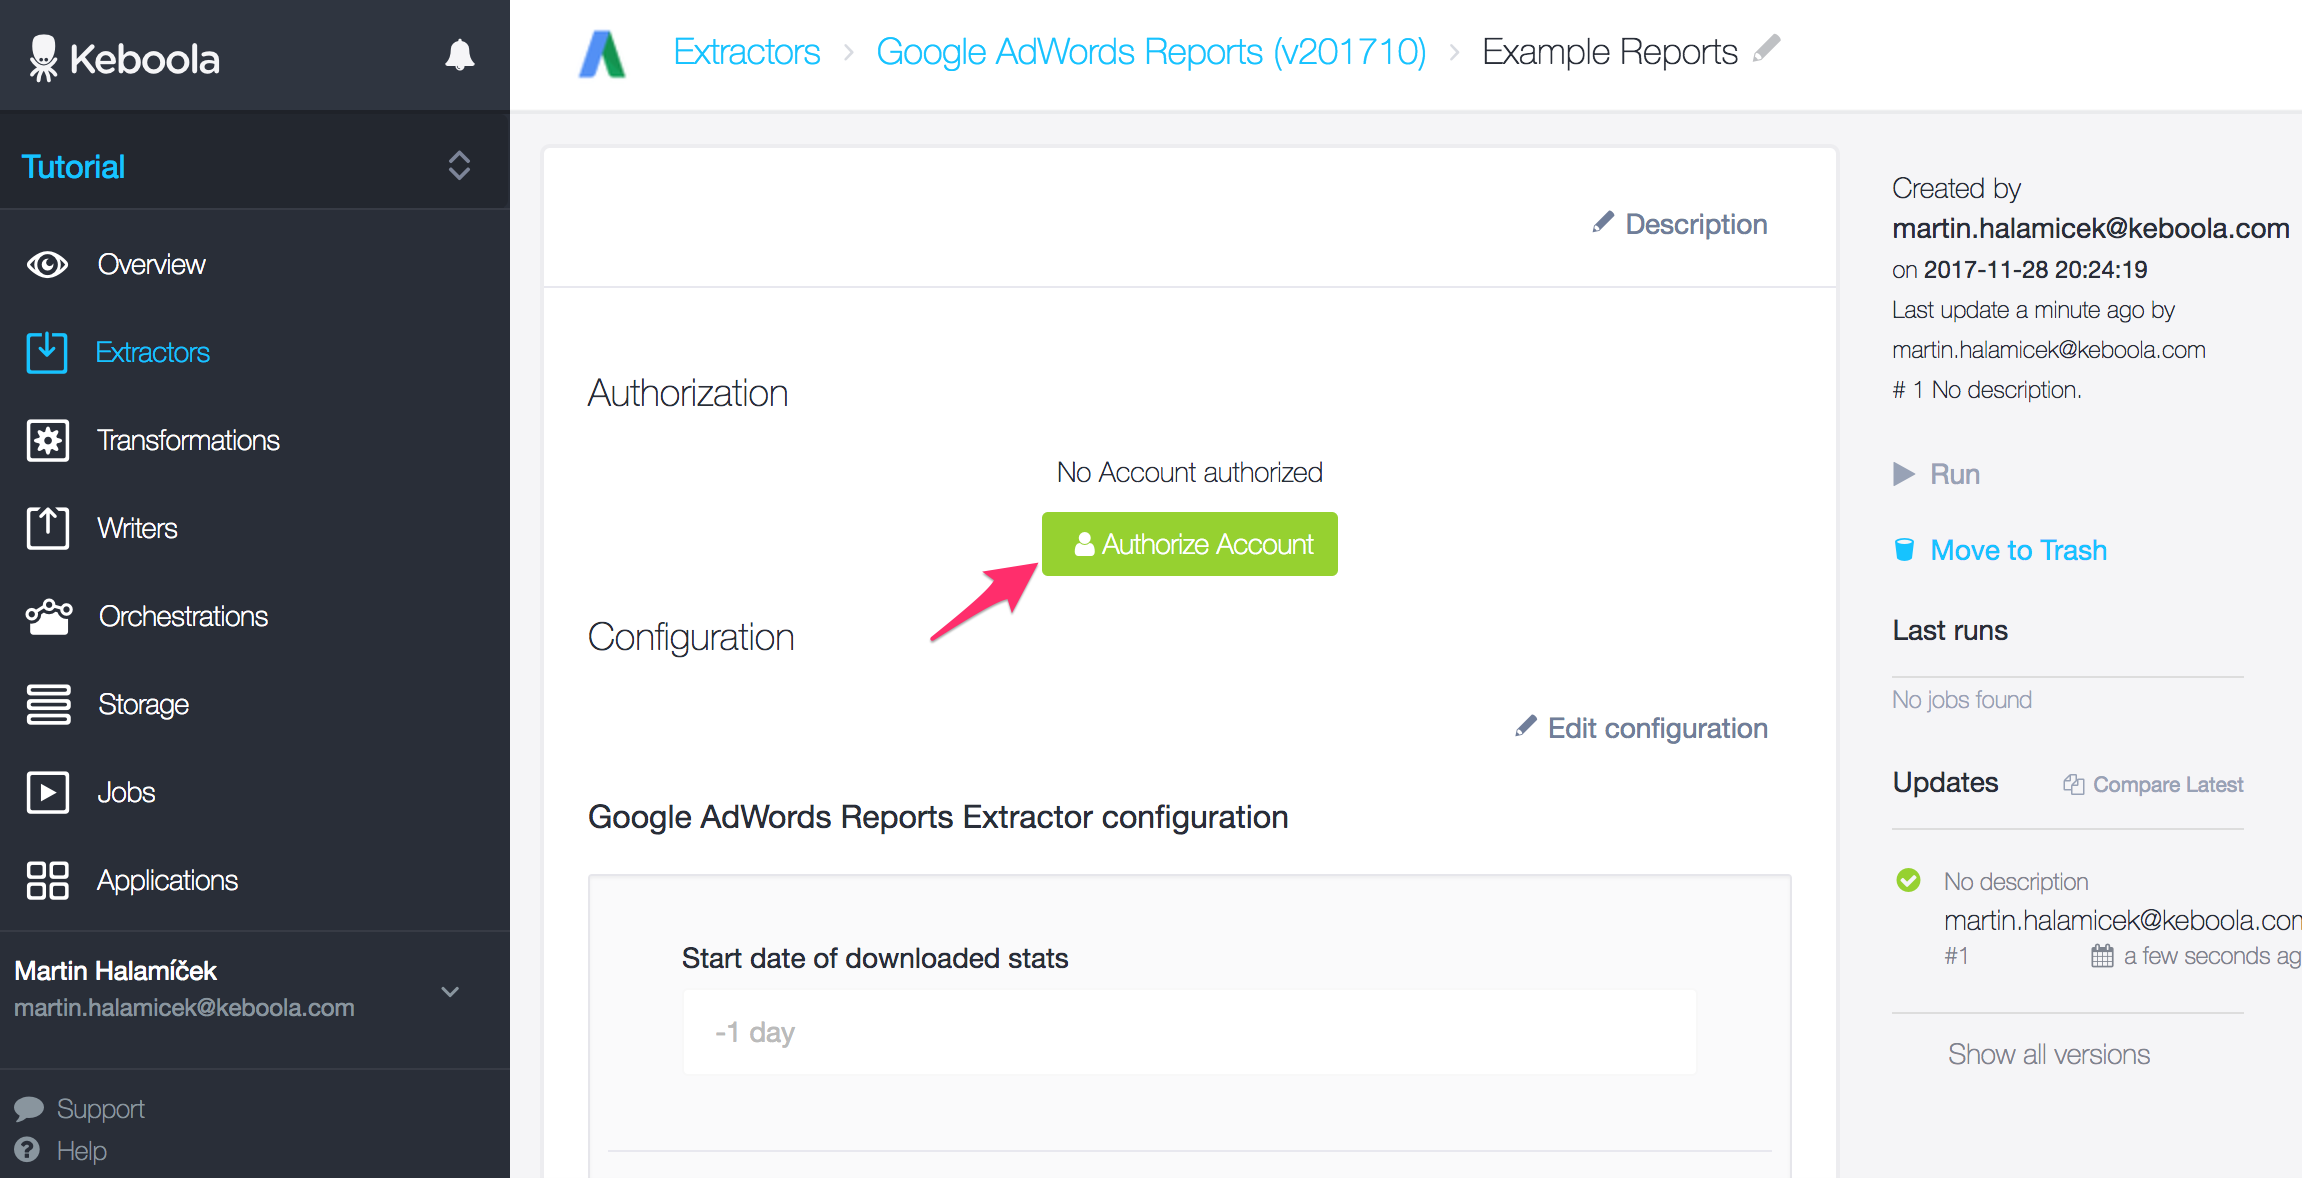 Keboola
Tutorial
Overview
Extractors
Transformations
Writers
Orchestrations
Storage
Jobs
Applications
Martin Halamíček
martin.halamicek@keboola.com
Support
Help
Extractors > Google AdWords Reports (v201710) > Example Reports
Description
Authorization
No Account authorized
Authorize Account
Configuration
Edit configuration
Google AdWords Reports Extractor configuration
Start date of downloaded stats
-1 day
Created by
martin.halamicek@keboola.com
on 2017-11-28 20:24:19
Last update a minute ago by
martin.halamicek@keboola.com
# 1 No description.
Run
Move to Trash
Last runs
No jobs found
Updates Compare Latest
No description
martin.halamicek@keboola.com
#1 a few seconds ag
Show all versions